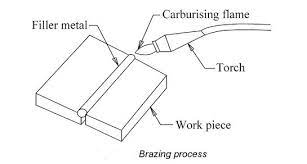 Carburising flame
Filler metal
Torch
Work piece
Brazing process